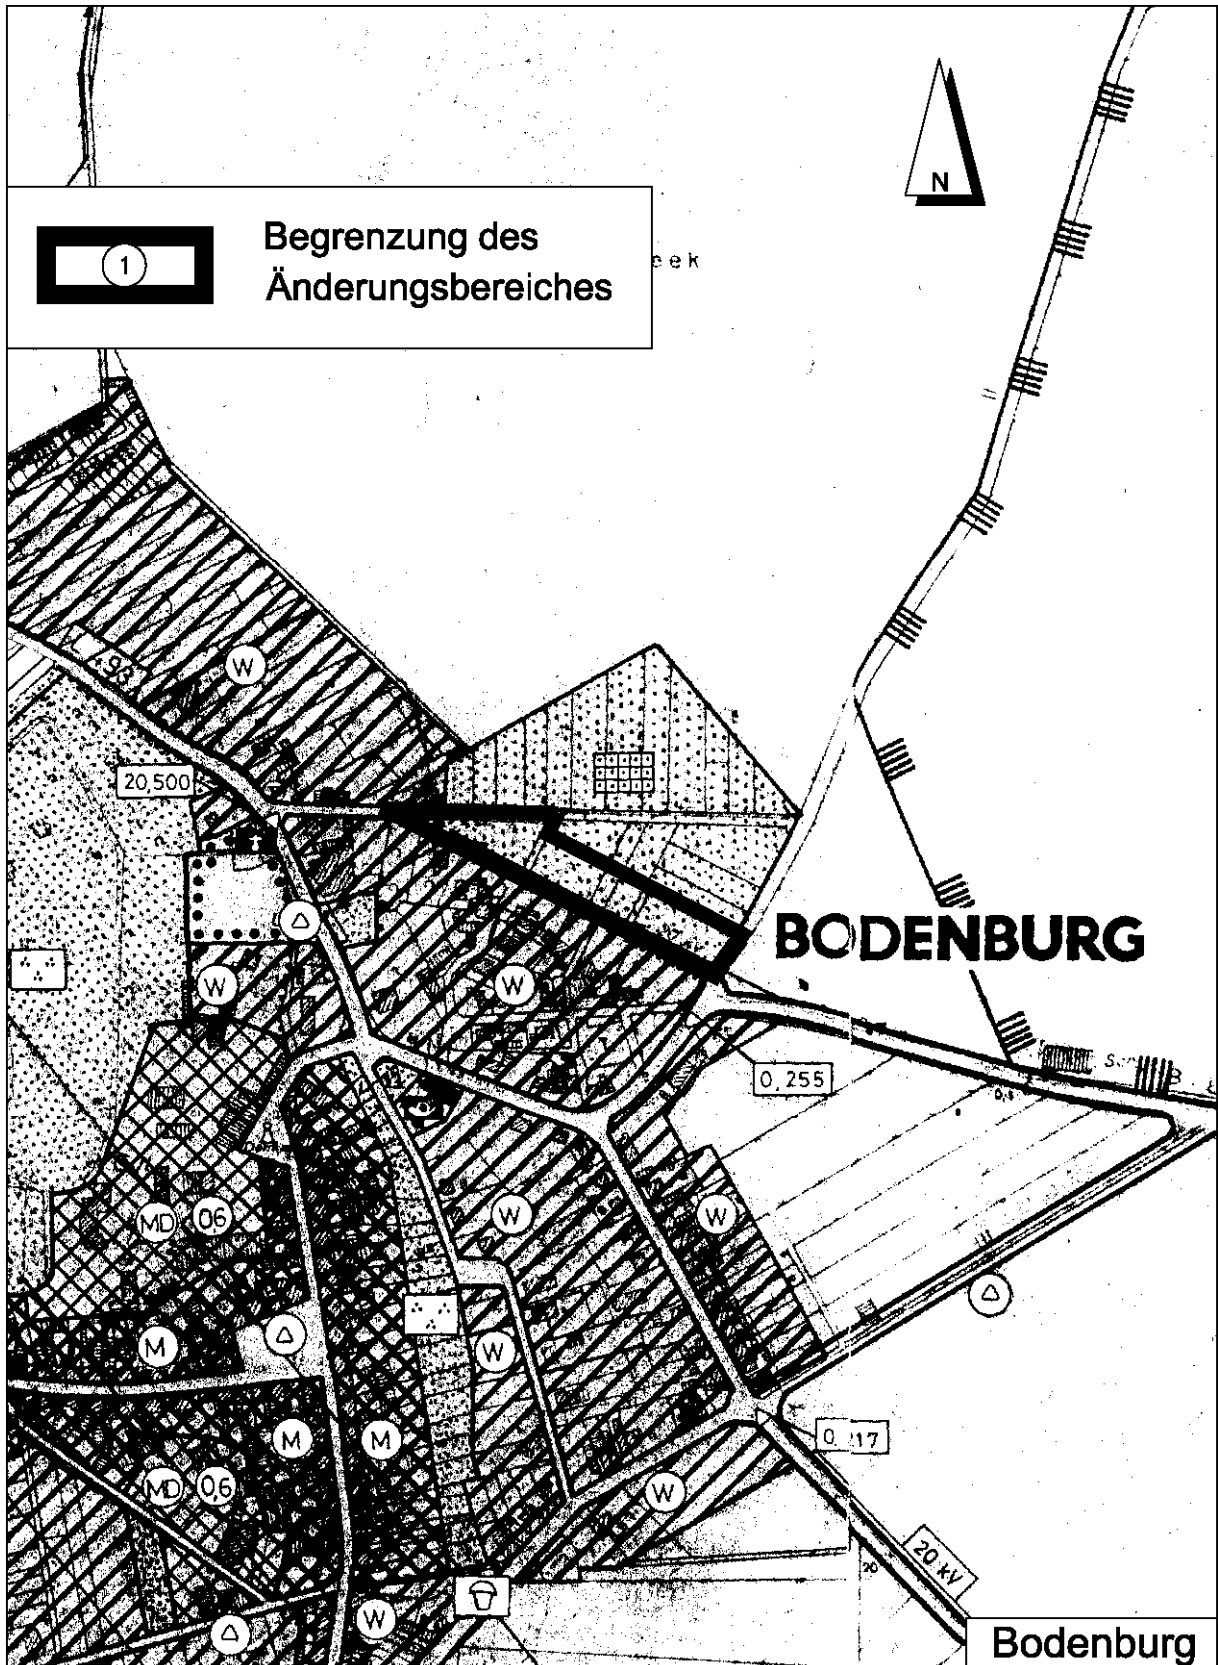 N
1
Begrenzung des
Änderungsbereiches
eek
W
20,500
BODENBURG
W
W
0,255
MD
06
W
W
M
W
M
M
MD
0,6
W
20 kV
W
Bodenburg